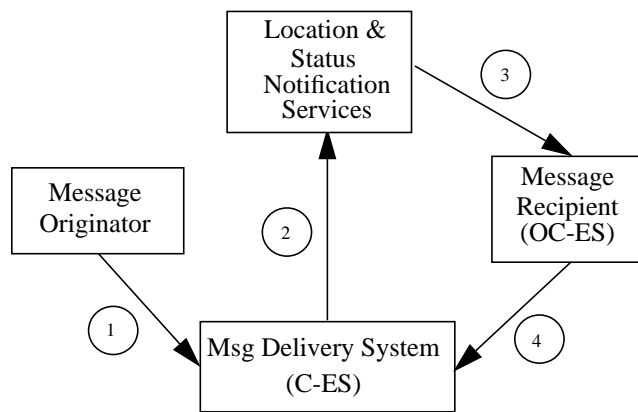 Location &
Status
Notification
Services
3
Message
Originator
Message
Recipient
(OC-ES)
2
1
4
Msg Delivery System
(C-ES)